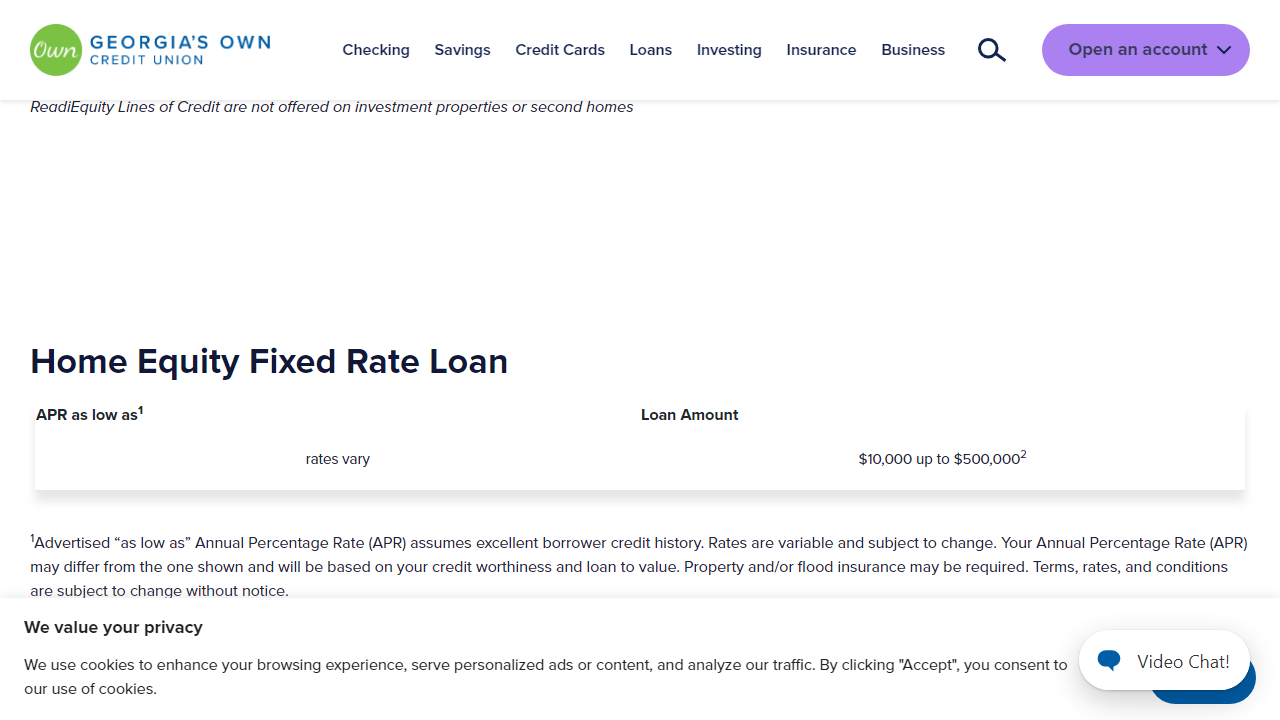 Own GEORGIA'S OWN
CREDIT UNION
Checking Savings Credit Cards Loans Investing Insurance Business Open an account
ReadiEquity Lines of Credit are not offered on investment properties or second homes
Home Equity Fixed Rate Loan
APR as low as¹ Loan Amount
rates vary $10,000 up to $500,000²
¹Advertised “as low as” Annual Percentage Rate (APR) assumes excellent borrower credit history. Rates are variable and subject to change. Your Annual Percentage Rate (APR)
may differ from the one shown and will be based on your credit worthiness and loan to value. Property and/or flood insurance may be required. Terms, rates, and conditions
are subject to change without notice.
We value your privacy
We use cookies to enhance your browsing experience, serve personalized ads or content, and analyze our traffic. By clicking "Accept", you consent to
our use of cookies.
Video Chat!